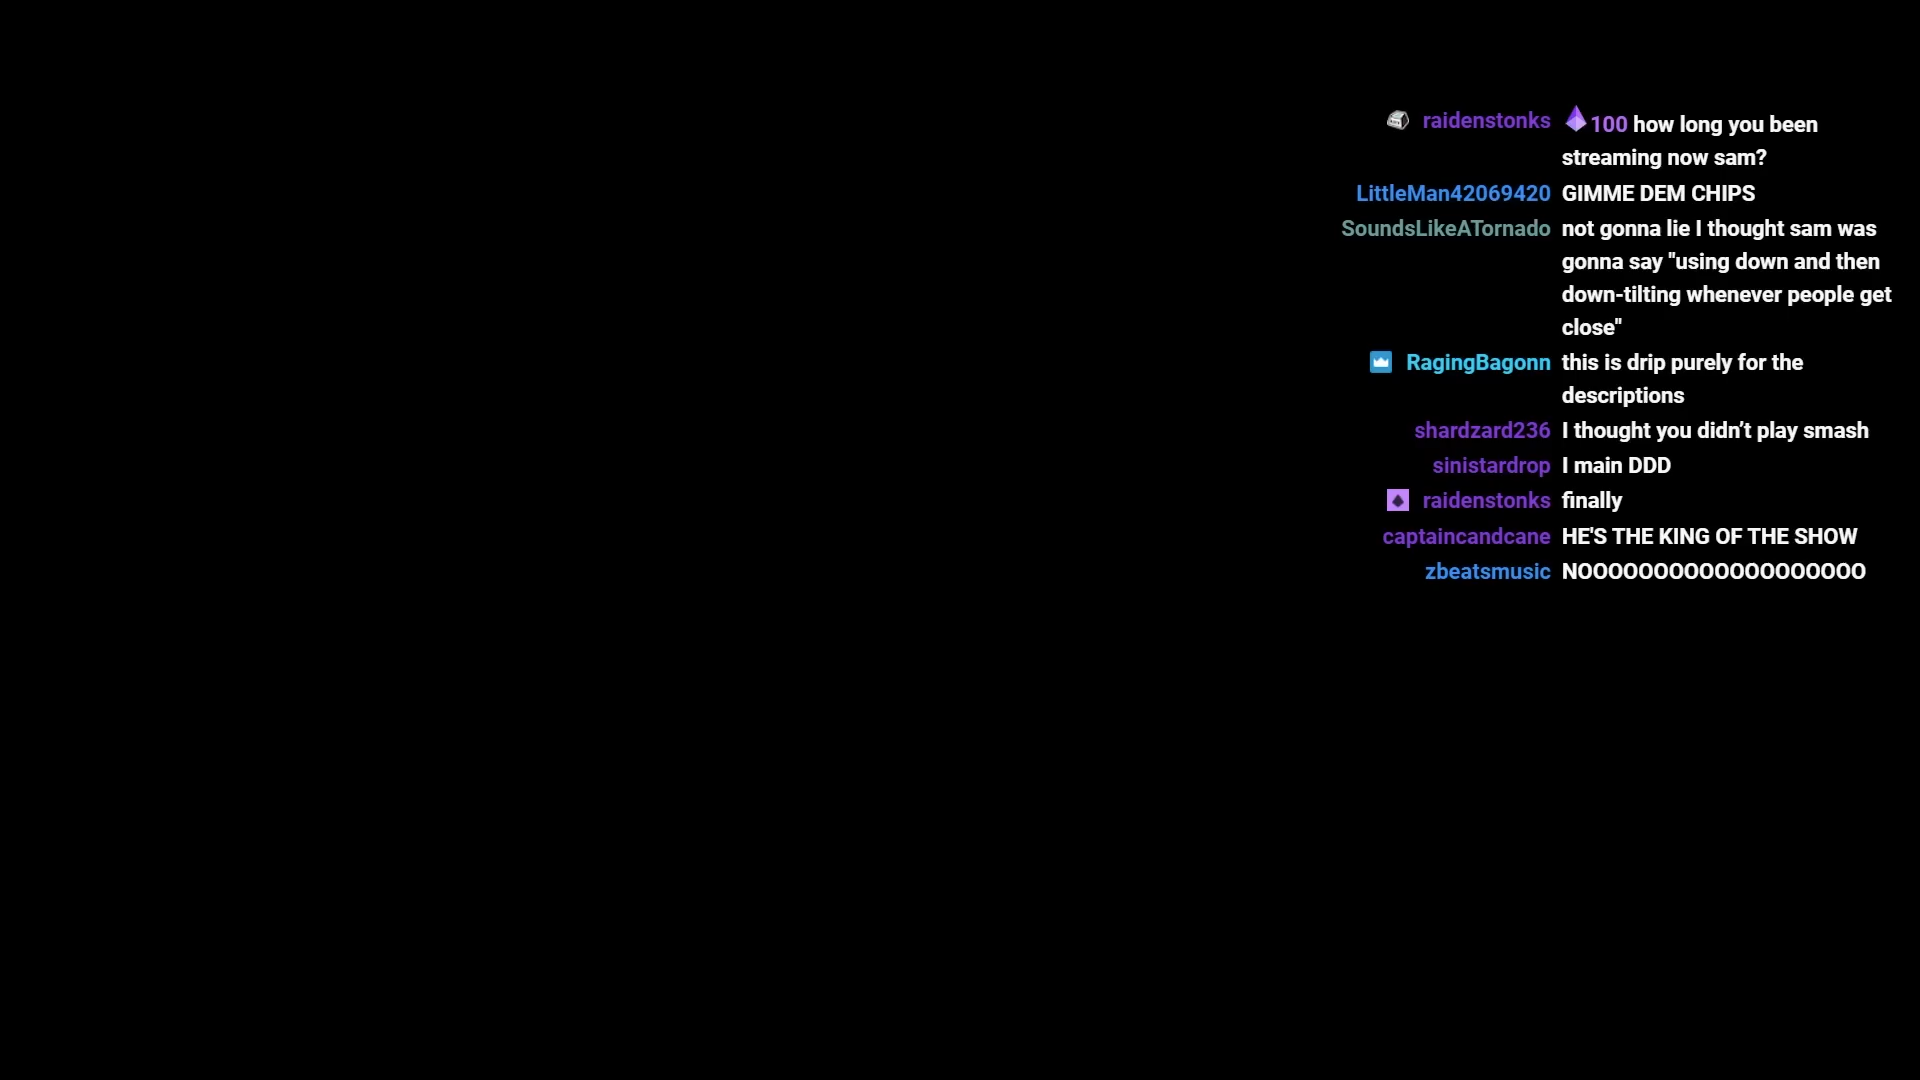 raidenstonks 100 how long you been
streaming now sam?
LittleMan42069420 GIMME DEM CHIPS
SoundsLikeATornado not gonna lie I thought sam was
gonna say "using down and then
down-tilting whenever people get
close"
RagingBagonn this is drip purely for the
descriptions
shardzard236 I thought you didn’t play smash
sinistardrop I main DDD
raidenstonks finally
captaincandcane HE'S THE KING OF THE SHOW
zbeatsmusic NOOOOOOOOOOOOOOOOOOO